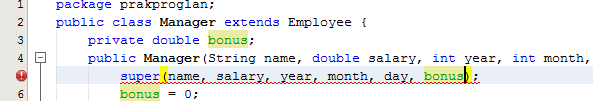 1 package prakproglan;
2 public class Manager extends Employee {
3 private double bonus;
4 public Manager(String name, double salary, int year, int month,
super(name, salary, year, month, day, bonus);
6 bonus = 0;